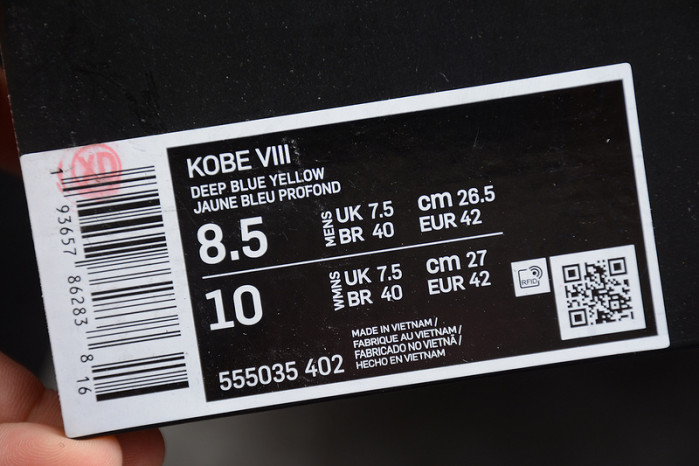 XD
1 93657 86283 8 16
KOBE VIII
DEEP BLUE YELLOW
JAUNE BLEU PROFOND
8.5
MENS
UK 7.5
BR 40
cm 26.5
EUR 42
10
WMNS
UK 7.5
BR 40
cm 27
EUR 42
RFID
555035 402
MADE IN VIETNAM /
FABRIQUE AU VIETNAM /
FABRICADO NO VIETNÃ /
HECHO EN VIETNAM